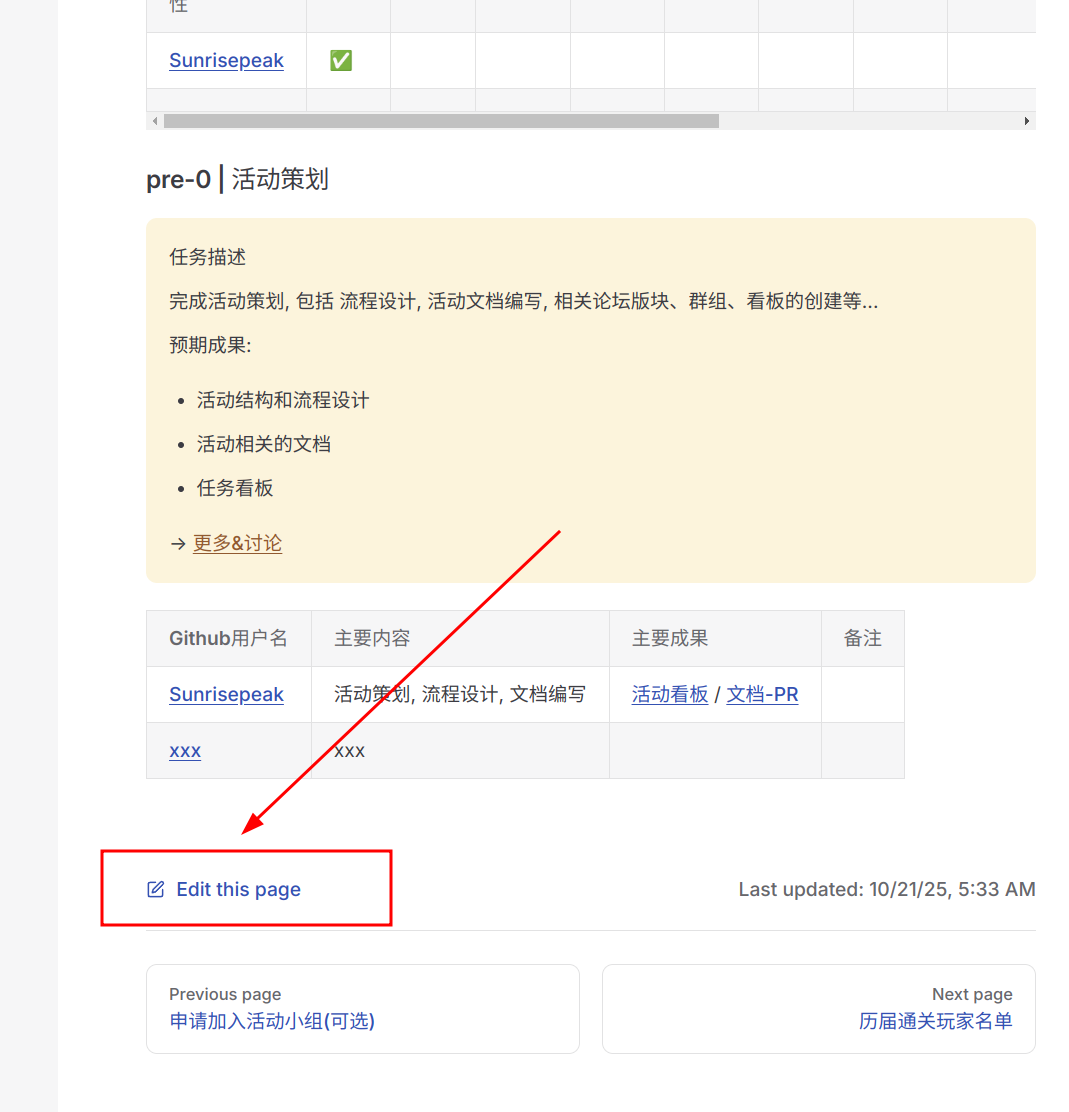 性
Sunrisepeak ✅
pre-0 | 活动策划
任务描述
完成活动策划, 包括 流程设计, 活动文档编写, 相关论坛版块、群组、看板的创建等...
预期成果:
• 活动结构和流程设计
• 活动相关的文档
• 任务看板
→ 更多&讨论
Github用户名 主要内容 主要成果 备注
Sunrisepeak 活动策划, 流程设计, 文档编写 活动看板 / 文档-PR
xxx xxx
Edit this page Last updated: 10/21/25, 5:33 AM
Previous page
申请加入活动小组(可选)
Next page
历届通关玩家名单